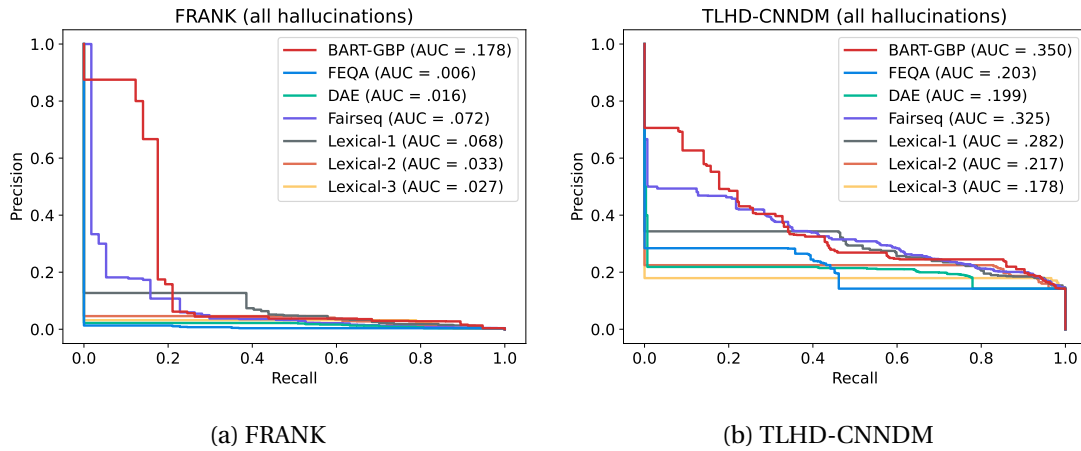 FRANK (all hallucinations)
1.0
0.8
0.6
0.4
0.2
0.0
Precision
BART-GBP (AUC = .178)
FEQA (AUC = .006)
DAE (AUC = .016)
Fairseq (AUC = .072)
Lexical-1 (AUC = .068)
Lexical-2 (AUC = .033)
Lexical-3 (AUC = .027)
0.0 0.2 0.4 0.6 0.8 1.0
Recall
(a) FRANK
TLHD-CNNDM (all hallucinations)
1.0
0.8
0.6
0.4
0.2
0.0
Precision
BART-GBP (AUC = .350)
FEQA (AUC = .203)
DAE (AUC = .199)
Fairseq (AUC = .325)
Lexical-1 (AUC = .282)
Lexical-2 (AUC = .217)
Lexical-3 (AUC = .178)
0.0 0.2 0.4 0.6 0.8 1.0
Recall
(b) TLHD-CNNDM